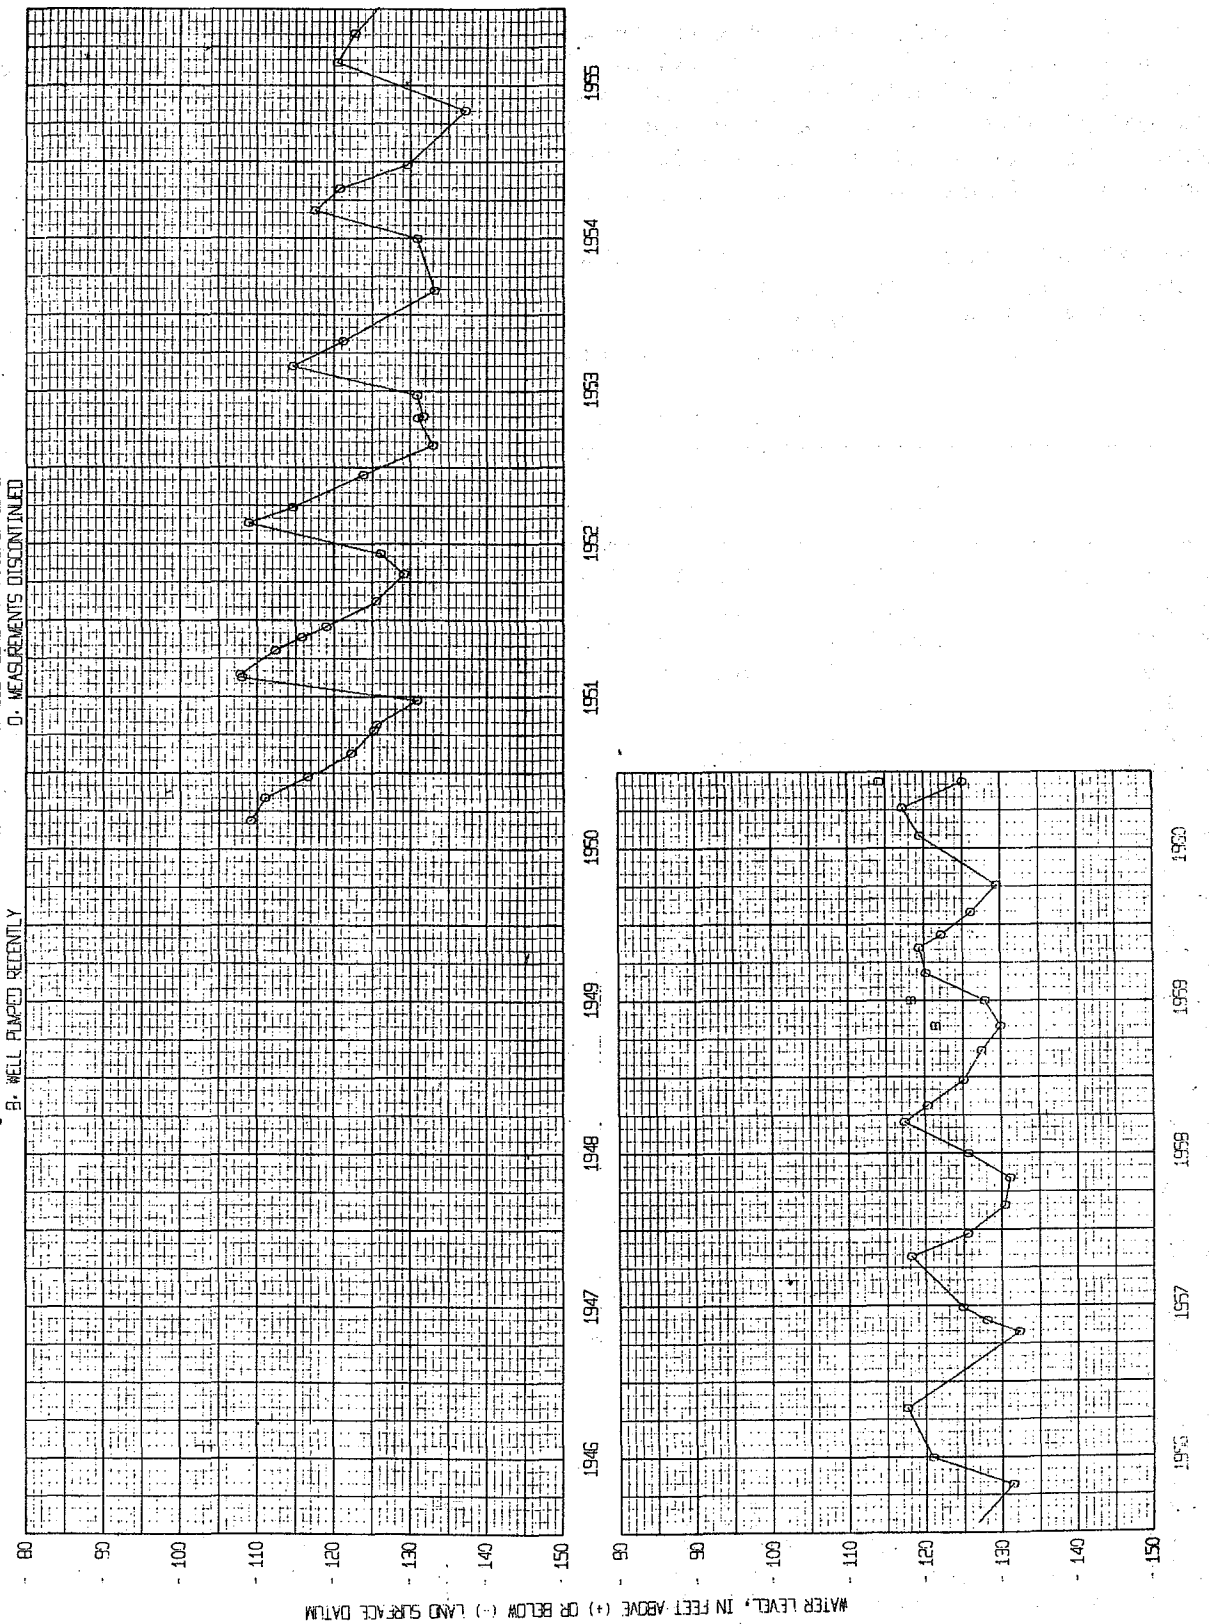 B. WELL PUMPED RECENTLY
D. MEASUREMENTS DISCONTINUED
WATER LEVEL, IN FEET ABOVE (+) OR BELOW (-) LAND SURFACE DATUM
- 80
- 90
- 100
- 110
- 120
- 130
- 140
- 150
1946 1947 1948 1949 1950 1951 1952 1953 1954 1955
- 80
- 90
- 100
- 110
- 120
- 130
- 140
- 150
B B D
1956 1957 1958 1959 1960